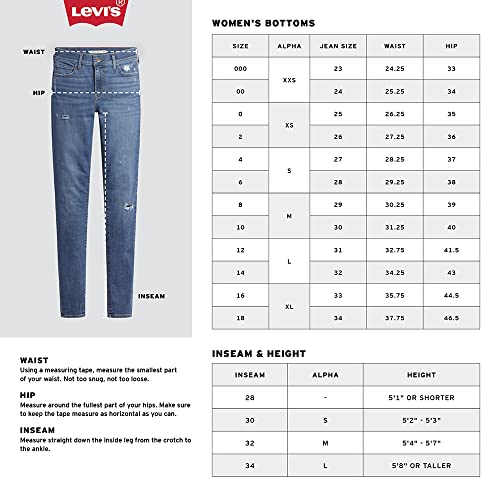 Levi's
WAIST
HIP
INSEAM
WAIST
Using a measuring tape, measure the smallest part
of your waist. Not too snug, not too loose.
HIP
Measure around the fullest part of your hips. Make sure
to keep the tape measure as horizontal as you can.
INSEAM
Measure straight down the inside leg from the crotch to
the ankle.
WOMEN'S BOTTOMS
SIZE ALPHA JEAN SIZE WAIST HIP
000 XXS 23 24.25 33
00 24 25.25 34
0 XS 25 26.25 35
2 26 27.25 36
4 S 27 28.25 37
6 28 29.25 38
8 M 29 30.25 39
10 30 31.25 40
12 L 31 32.75 41.5
14 32 34.25 43
16 XL 33 35.75 44.5
18 34 37.75 46.5
INSEAM & HEIGHT
INSEAM ALPHA HEIGHT
28 - 5'1" OR SHORTER
30 S 5'2" - 5'3"
32 M 5'4" - 5'7"
34 L 5'8" OR TALLER